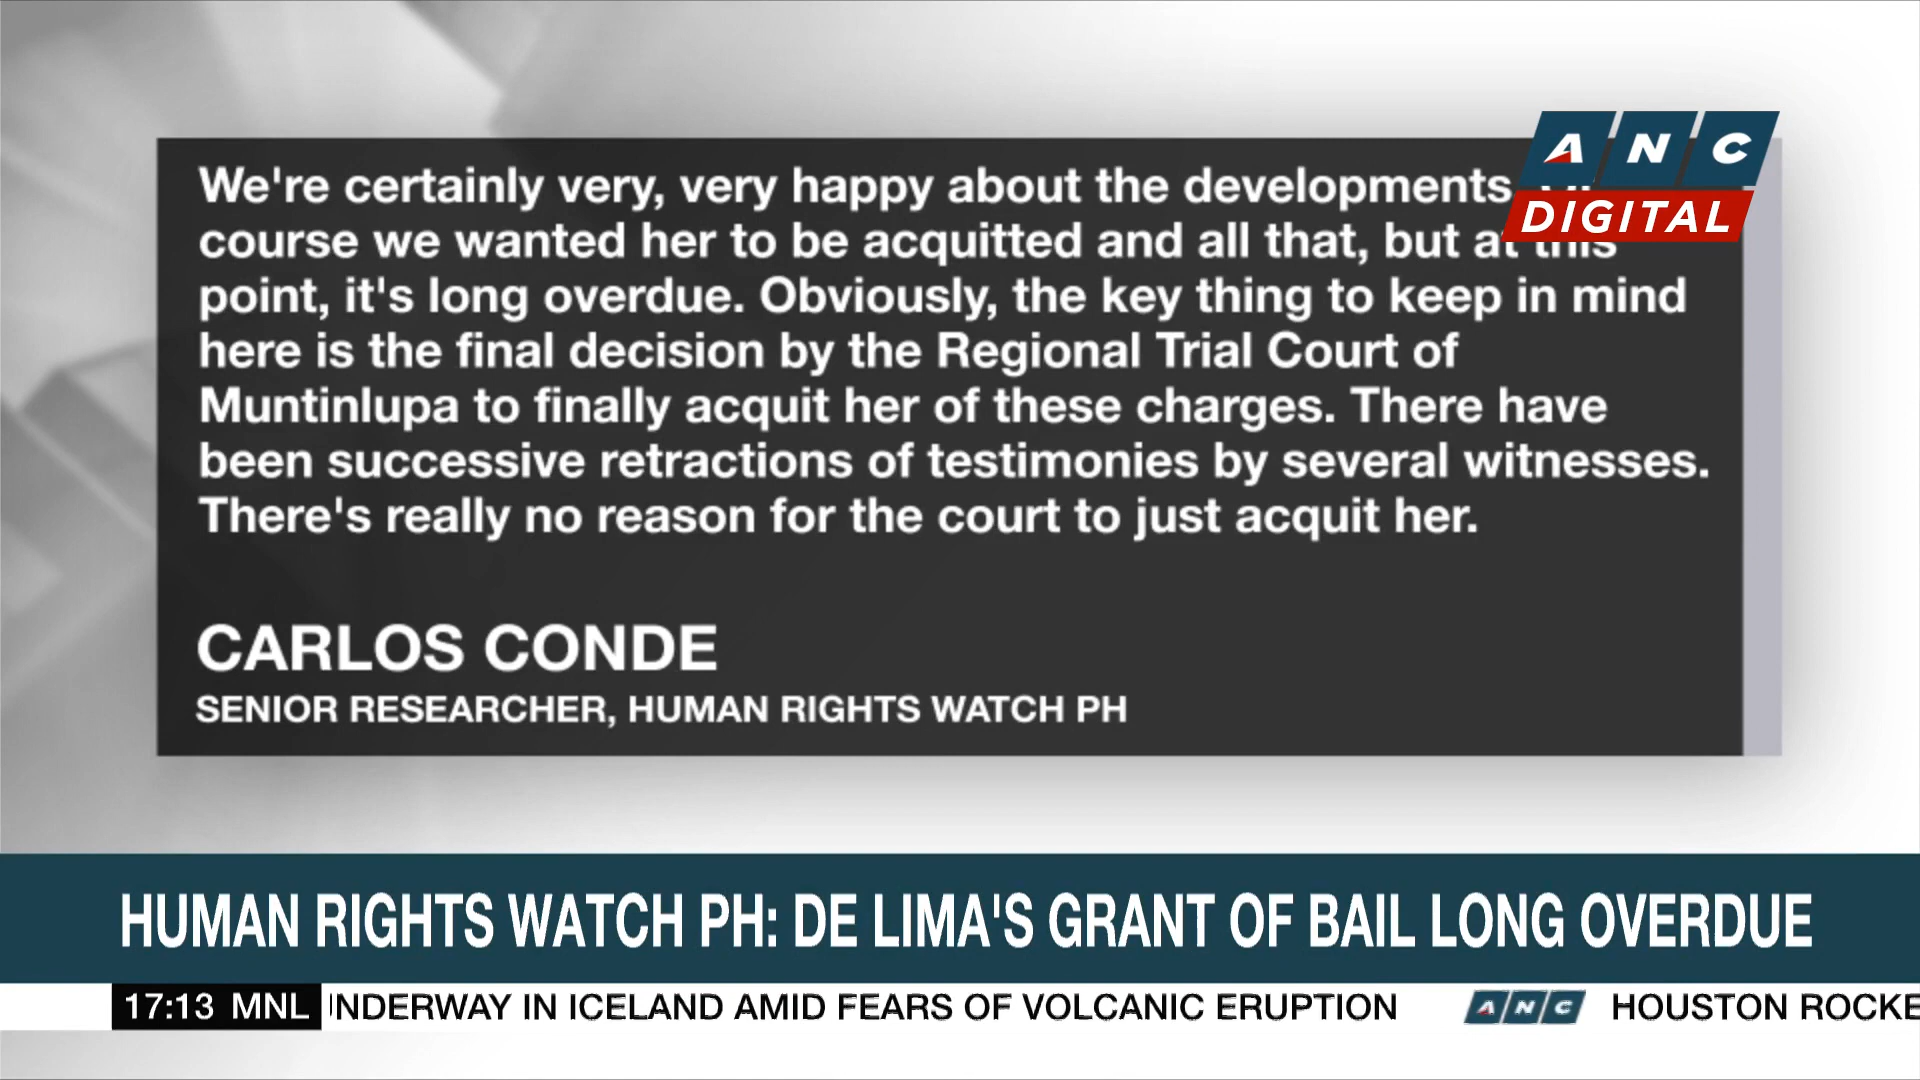 ANC
DIGITAL
We're certainly very, very happy about the developments
course we wanted her to be acquitted and all that, but at this
point, it's long overdue. Obviously, the key thing to keep in mind
here is the final decision by the Regional Trial Court of
Muntinlupa to finally acquit her of these charges. There have
been successive retractions of testimonies by several witnesses.
There's really no reason for the court to just acquit her.
CARLOS CONDE
SENIOR RESEARCHER, HUMAN RIGHTS WATCH PH
HUMAN RIGHTS WATCH PH: DE LIMA'S GRANT OF BAIL LONG OVERDUE
17:13 MNL NDERWAY IN ICELAND AMID FEARS OF VOLCANIC ERUPTION ANC HOUSTON ROCKE